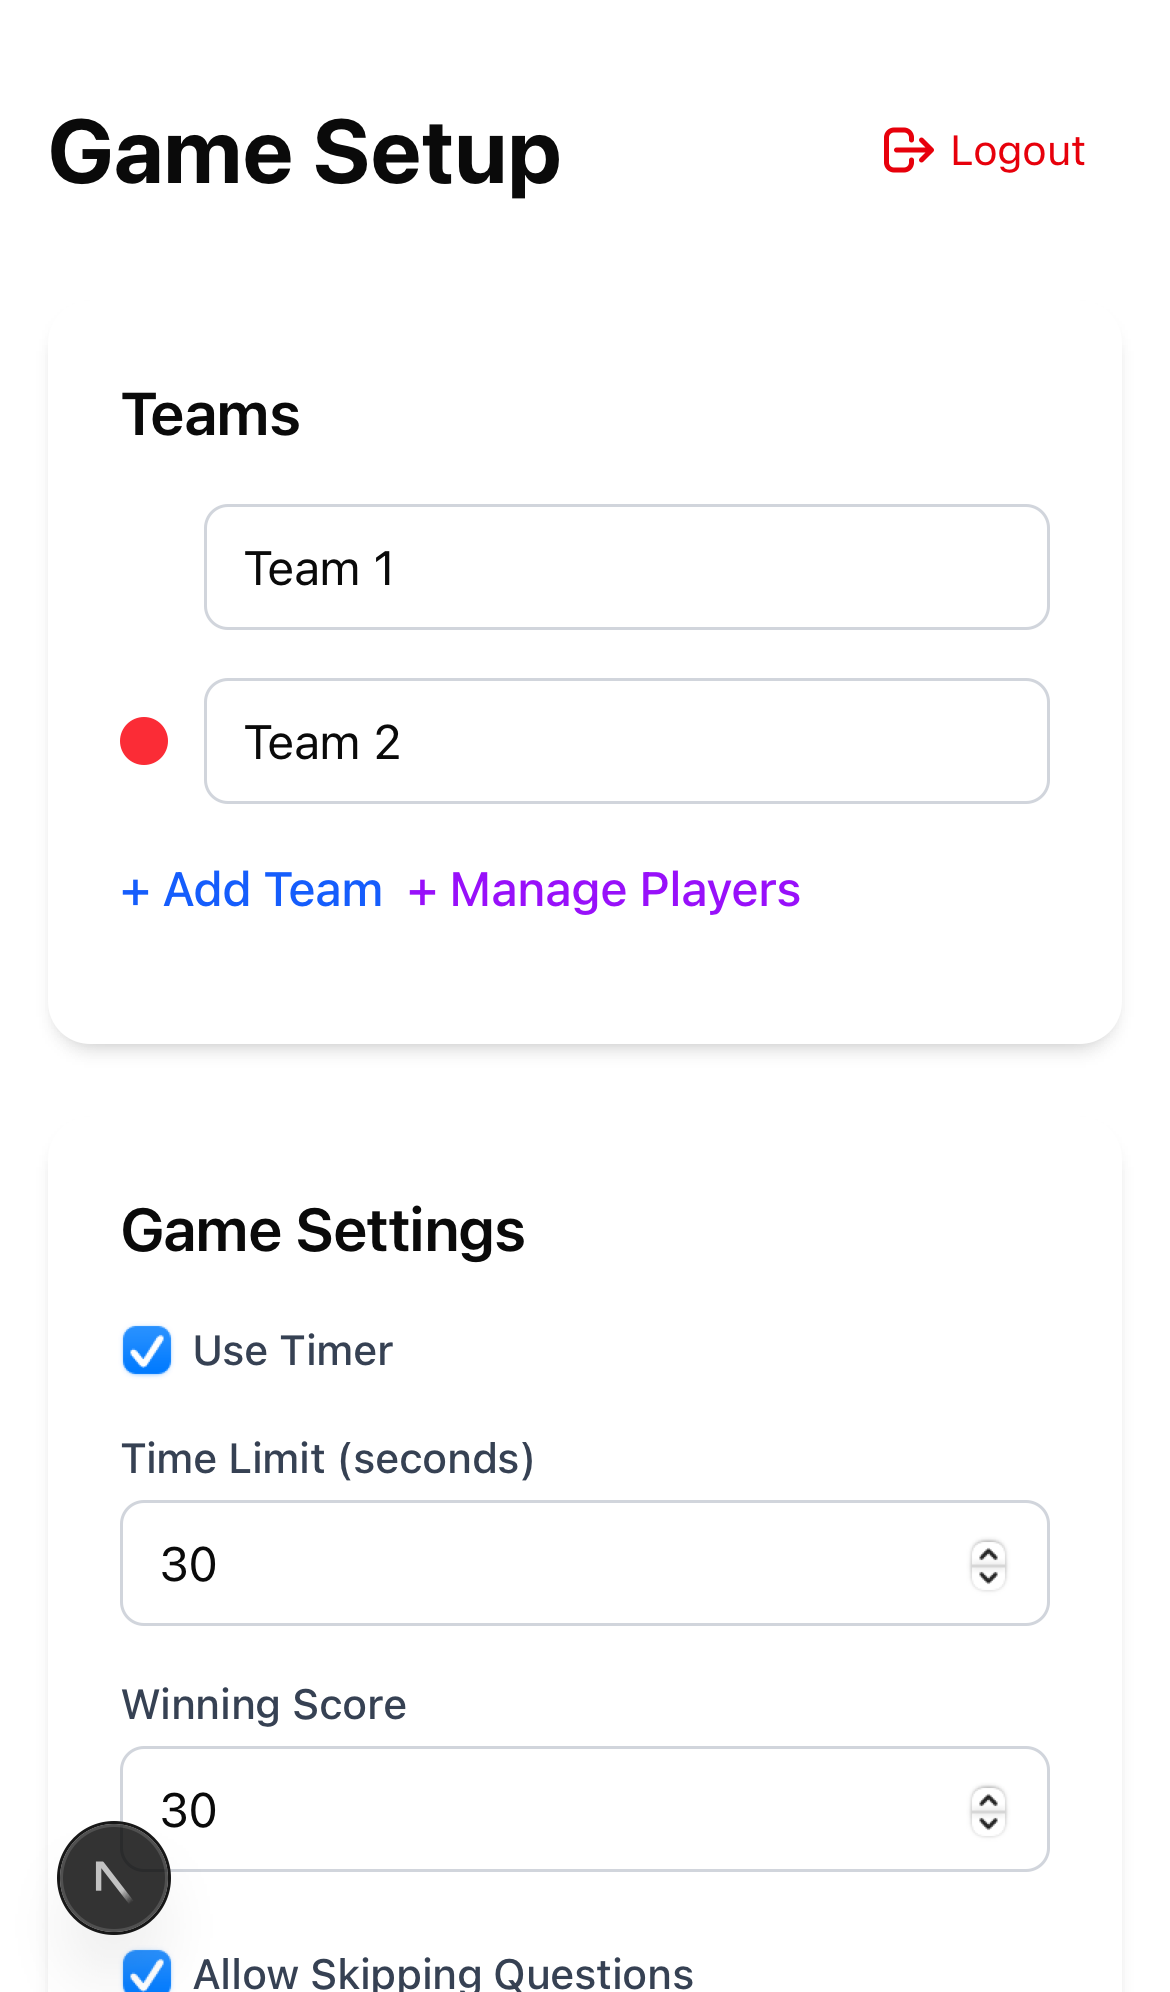 Game Setup
Logout
Teams
Team 1
Team 2
+ Add Team + Manage Players
Game Settings
Use Timer
Time Limit (seconds)
30
Winning Score
30
Allow Skipping Questions